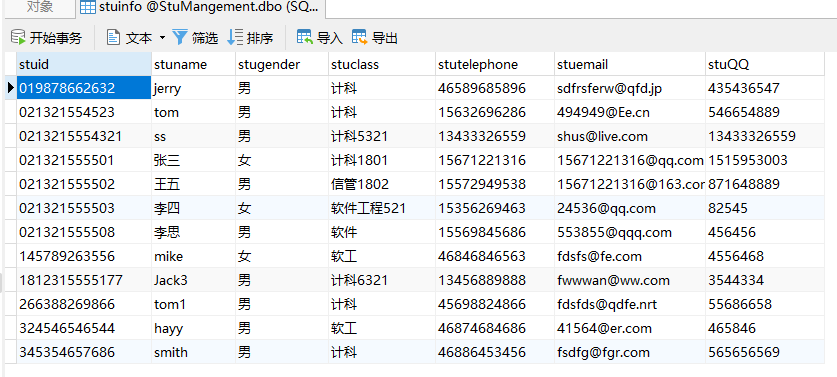 对象 stuinfo @StuMangement.dbo (SQ...
开始事务 文本 筛选 排序 导入 导出
stuid stuname stugender stuclass stutelephone stuemail stuQQ
019878662632 jerry 男 计科 46589685896 sdfrsferw@qfd.jp 435436547
021321554523 tom 男 计科 15632696286 494949@Ee.cn 546654889
0213215554321 ss 男 计科5321 13433326559 shus@live.com 13433326559
021321555501 张三 女 计科1801 15671221316 15671221316@qq.com 1515953003
021321555502 王五 男 信管1802 15572949538 15671221316@163.con 871648889
021321555503 李四 女 软件工程521 15356269463 24536@qq.com 82545
021321555508 李思 男 软件 15569845686 553855@qqq.com 456456
145789263556 mike 女 软工 46846846563 fdsfs@fe.com 4556468
1812315555177 Jack3 男 计科6321 13456889888 fwwwan@ww.com 3544334
266388269866 tom1 男 计科 45698824866 fdsfds@qdfe.nrt 55686658
324546546544 hayy 男 软工 46874684686 41564@er.com 465846
345354657686 smith 男 计科 46886453456 fsdfg@fgr.com 565656569